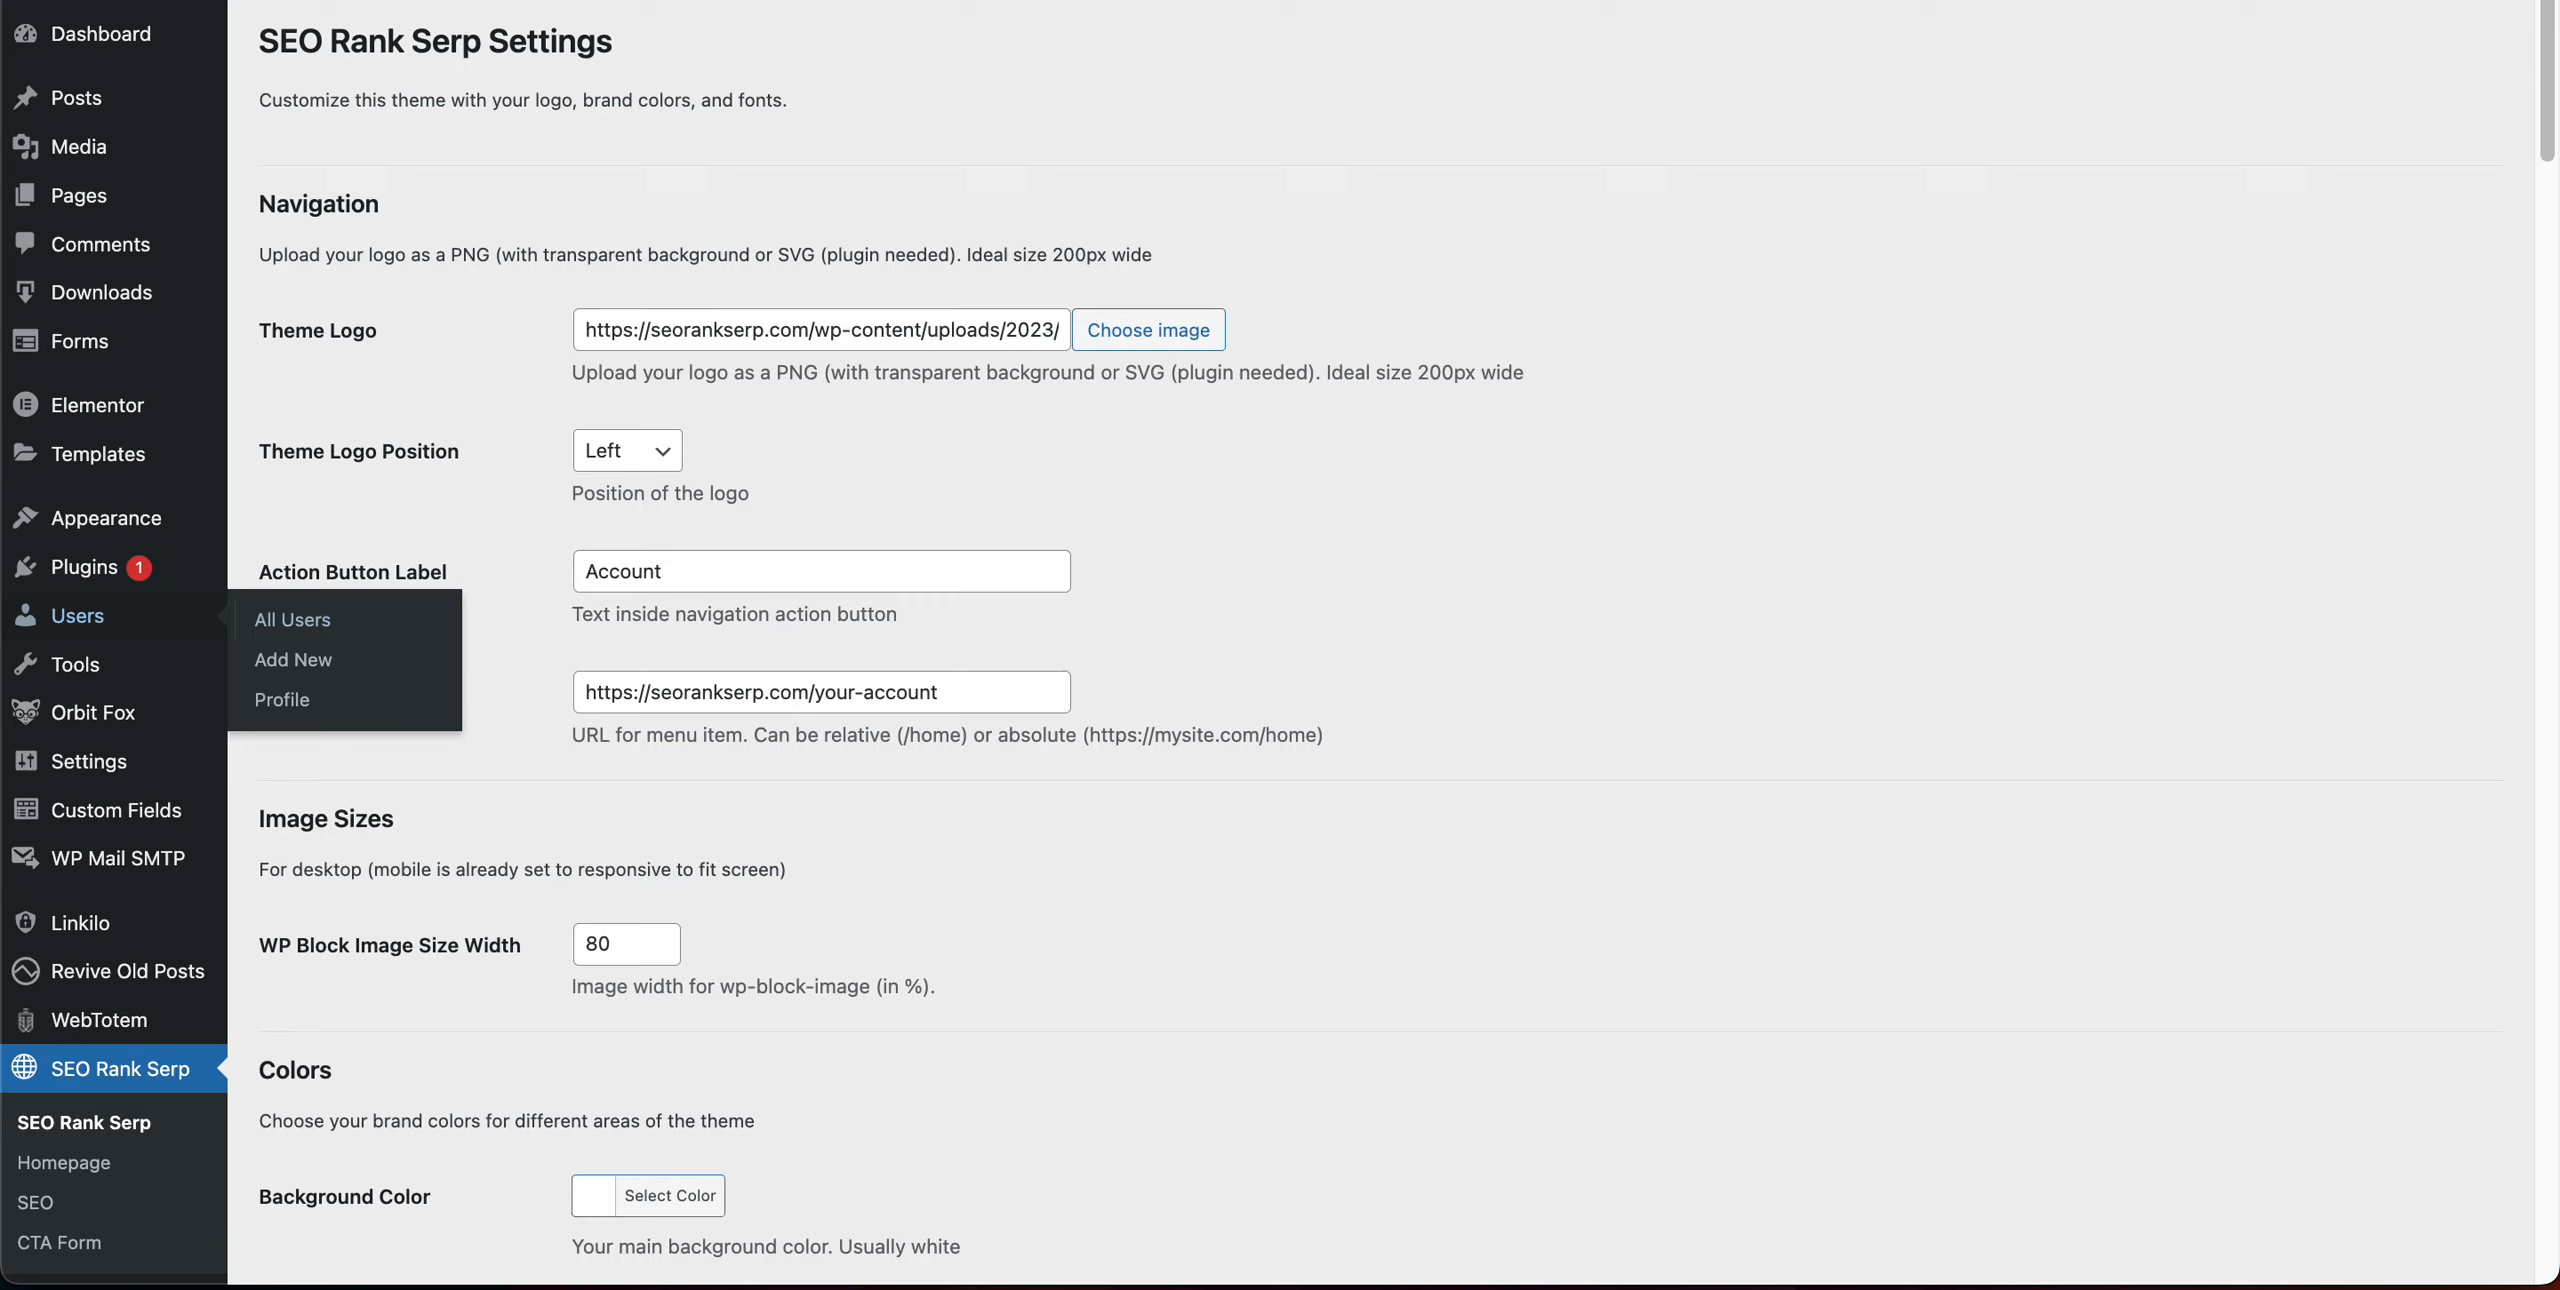 Dashboard
Posts
Media
Pages
Comments
Downloads
Forms
Elementor
Templates
Appearance
Plugins 1
Users
All Users
Add New
Profile
Tools
Orbit Fox
Settings
Custom Fields
WP Mail SMTP
Linkilo
Revive Old Posts
WebTotem
SEO Rank Serp
SEO Rank Serp
Homepage
SEO
CTA Form
SEO Rank Serp Settings
Customize this theme with your logo, brand colors, and fonts.
Navigation
Upload your logo as a PNG (with transparent background or SVG (plugin needed). Ideal size 200px wide
Theme Logo
https://seorankserp.com/wp-content/uploads/2023/
Choose image
Upload your logo as a PNG (with transparent background or SVG (plugin needed). Ideal size 200px wide
Theme Logo Position
Left
Position of the logo
Action Button Label
Account
Text inside navigation action button
https://seorankserp.com/your-account
URL for menu item. Can be relative (/home) or absolute (https://mysite.com/home)
Image Sizes
For desktop (mobile is already set to responsive to fit screen)
WP Block Image Size Width
80
Image width for wp-block-image (in %).
Colors
Choose your brand colors for different areas of the theme
Background Color
Select Color
Your main background color. Usually white